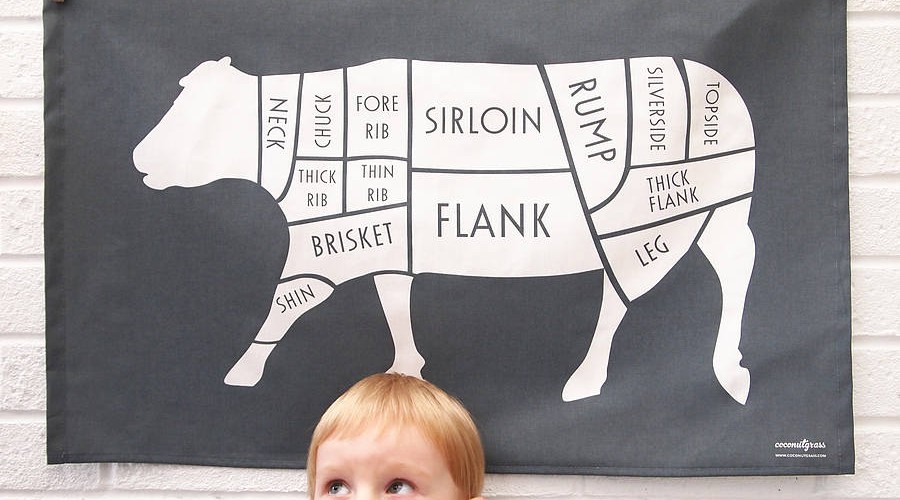 NECK
CHUCK
FORE
RIB
SIRLOIN
RUMP
SILVERSIDE
TOPSIDE
THICK
RIB
THIN
RIB
FLANK
THICK
FLANK
BRISKET
LEG
SHIN
coconutgrass
WWW.COCONUTGRASS.COM